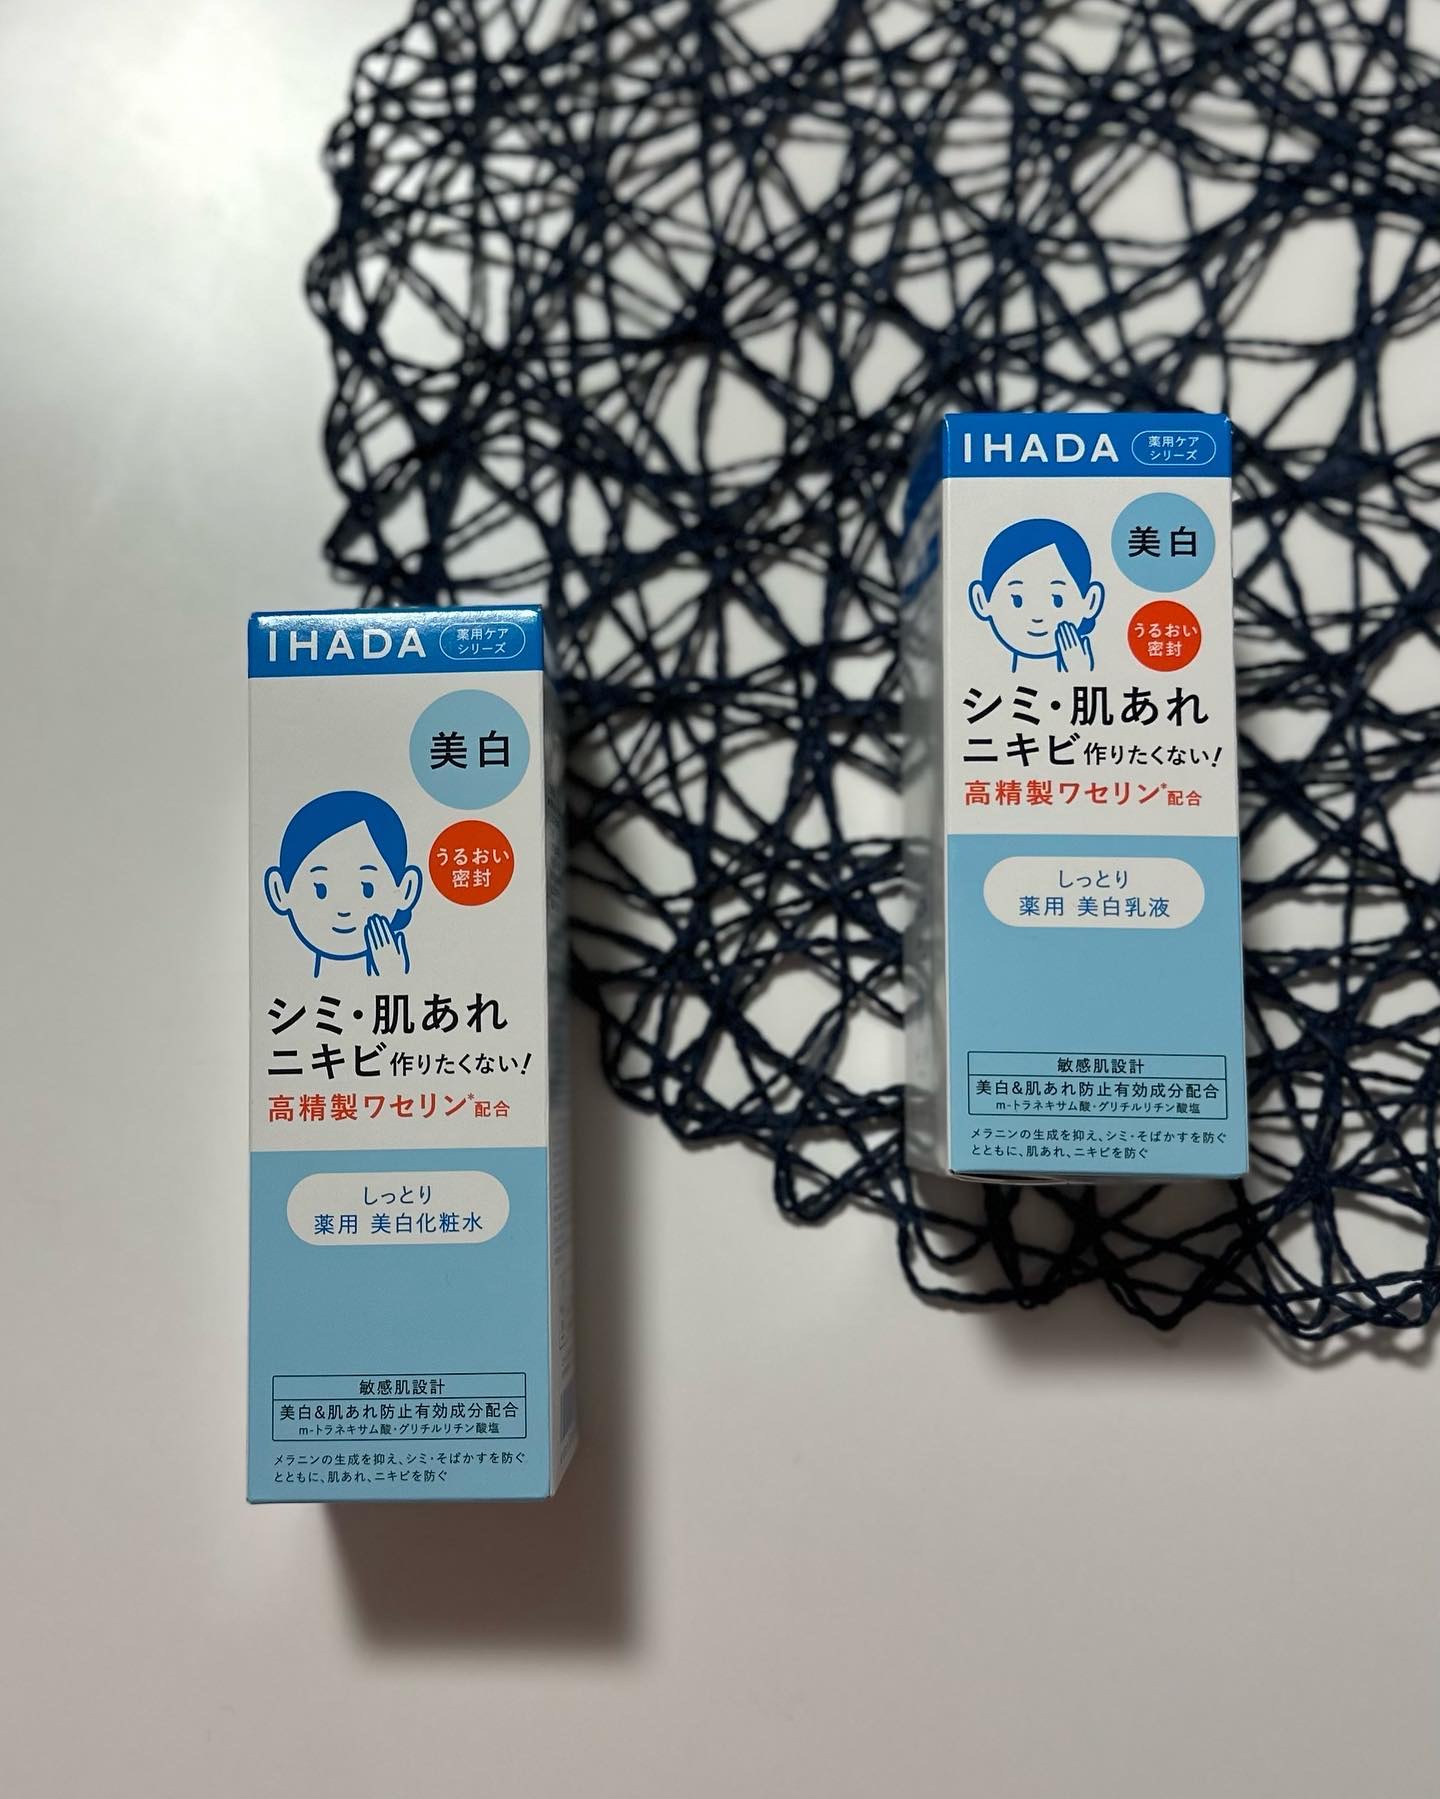 IHADA
薬用ケア
シリーズ
美白
うるおい
密封
シミ・肌あれ
ニキビ作りたくない!
高精製ワセリン*配合
しっとり
薬用 美白化粧水
敏感肌設計
美白&肌あれ防止有効成分配合
m-トラネキサム酸・グリチルリチン酸塩
メラニンの生成を抑え、シミ・そばかすを防ぐ
とともに、肌あれ、ニキビを防ぐ
IHADA
薬用ケア
シリーズ
美白
うるおい
密封
シミ・肌あれ
ニキビ作りたくない!
高精製ワセリン*配合
しっとり
薬用 美白乳液
敏感肌設計
美白&肌あれ防止有効成分配合
m-トラネキサム酸・グリチルリチン酸塩
メラニンの生成を抑え、シミ・そばかすを防ぐ
とともに、肌あれ、ニキビを防ぐ